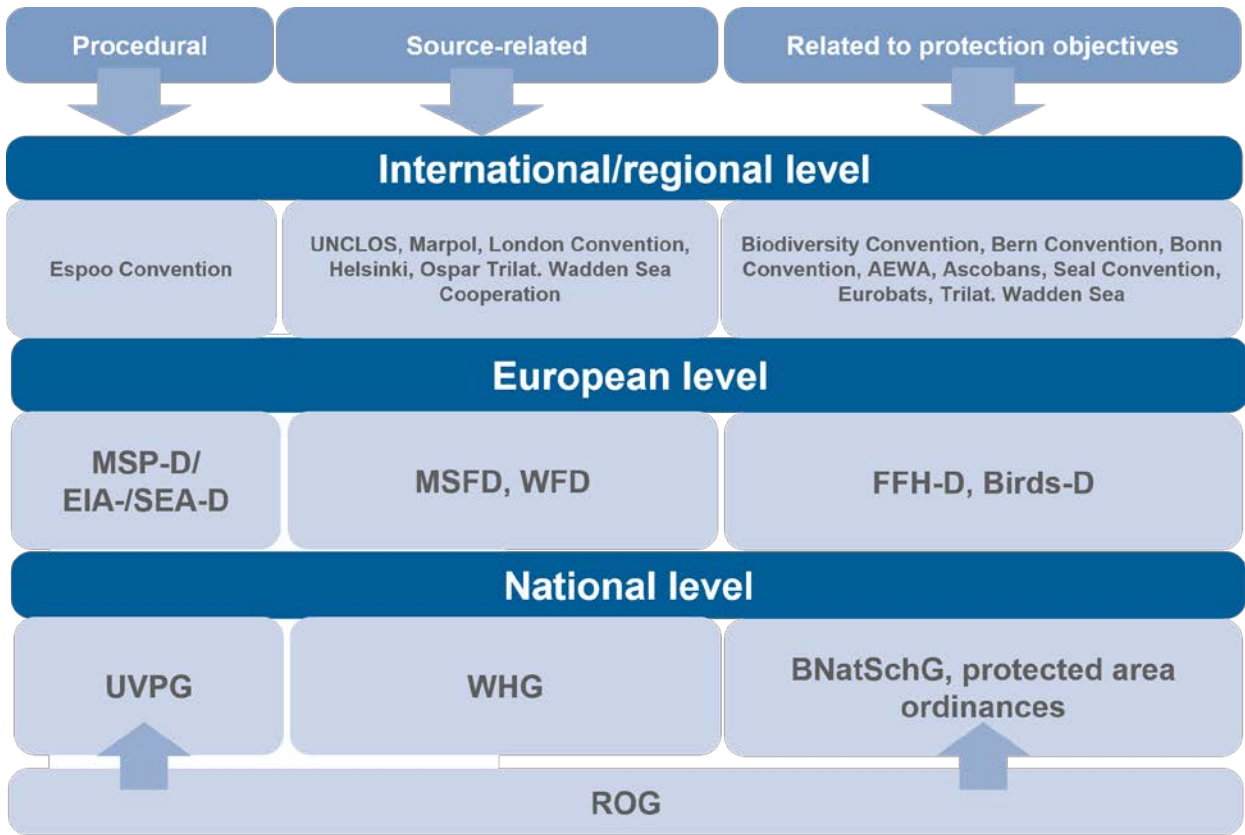 Procedural
Source-related
Related to protection objectives
International/regional level
Espoo Convention
UNCLOS, Marpol, London Convention,
Helsinki, Ospar Trilat. Wadden Sea
Cooperation
Biodiversity Convention, Bern Convention, Bonn
Convention, AEWA, Ascobans, Seal Convention,
Eurobats, Trilat. Wadden Sea
European level
MSP-D/
EIA-/SEA-D
MSFD, WFD
FFH-D, Birds-D
National level
UVPG
WHG
BNatSchG, protected area
ordinances
ROG